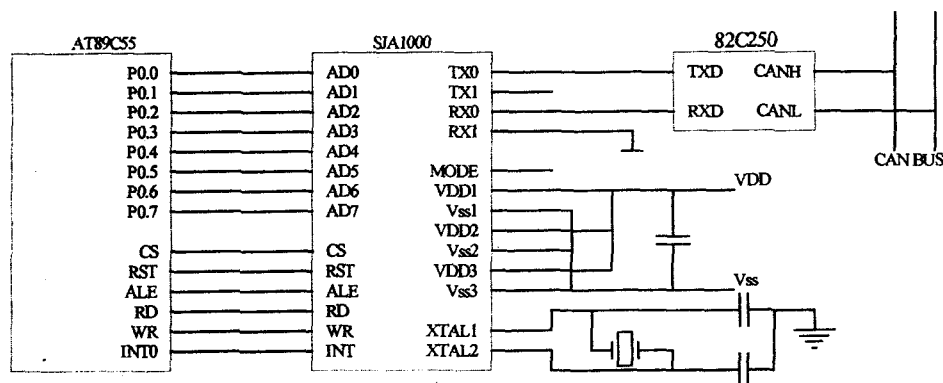 AT89C55 SJA1000 82C250
P0.0 AD0 TX0 TXD CANH
P0.1 AD1 TX1
P0.2 AD2 RX0 RXD CANL
P0.3 AD3 RX1
P0.4 AD4 CAN BUS
P0.5 AD5 MODE
P0.6 AD6 VDD1 VDD
P0.7 AD7 Vss1
VDD2
CS CS Vss2
RST RST VDD3
ALE ALE Vss3 Vss
RD RD
WR WR XTAL1
INT0 INT XTAL2